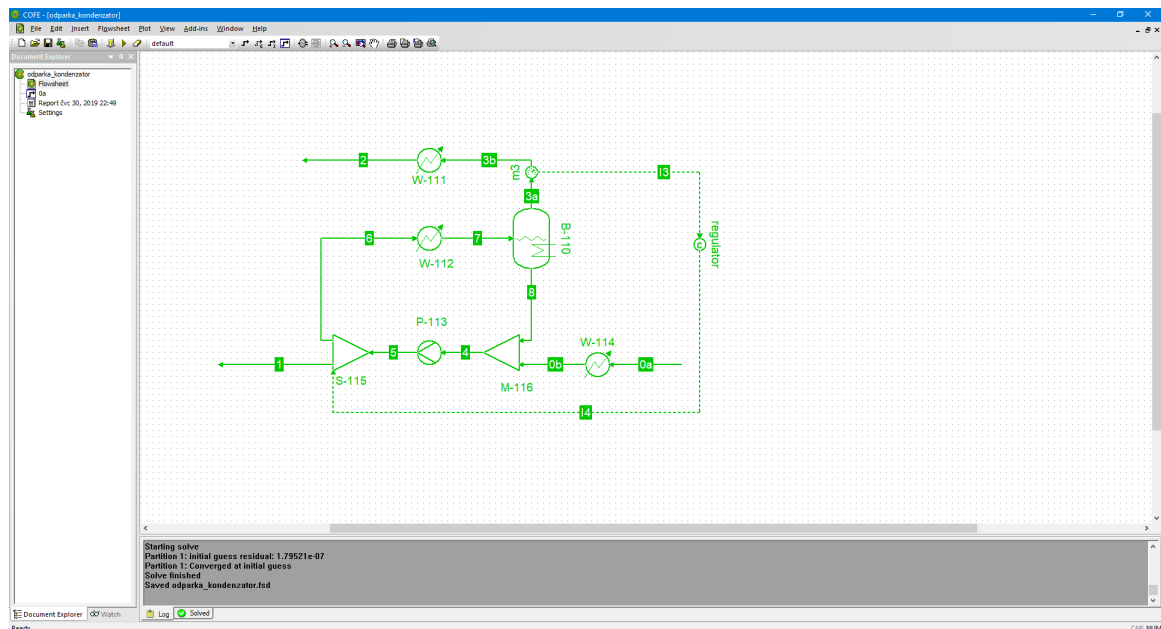 COFE - [odparka_kondenzator]
File Edit Insert Flowsheet Plot View Add-ins Window Help
default
Document Explorer
odparka_kondenzator
Flowsheet
0a
Report čvc 30, 2019 22:49
Settings
2
W-111
3b
m3
I3
3a
6
W-112
7
B-110
regulator
c
8
P-113
W-114
1
S-115
5
4
M-116
0b
0a
I4
Starting solve
Partition 1: initial guess residual: 1.79521e-07
Partition 1: Converged at initial guess
Solve finished
Saved odparka_kondenzator.fsd
Document Explorer Watch Log Solved
Ready CAP NUM